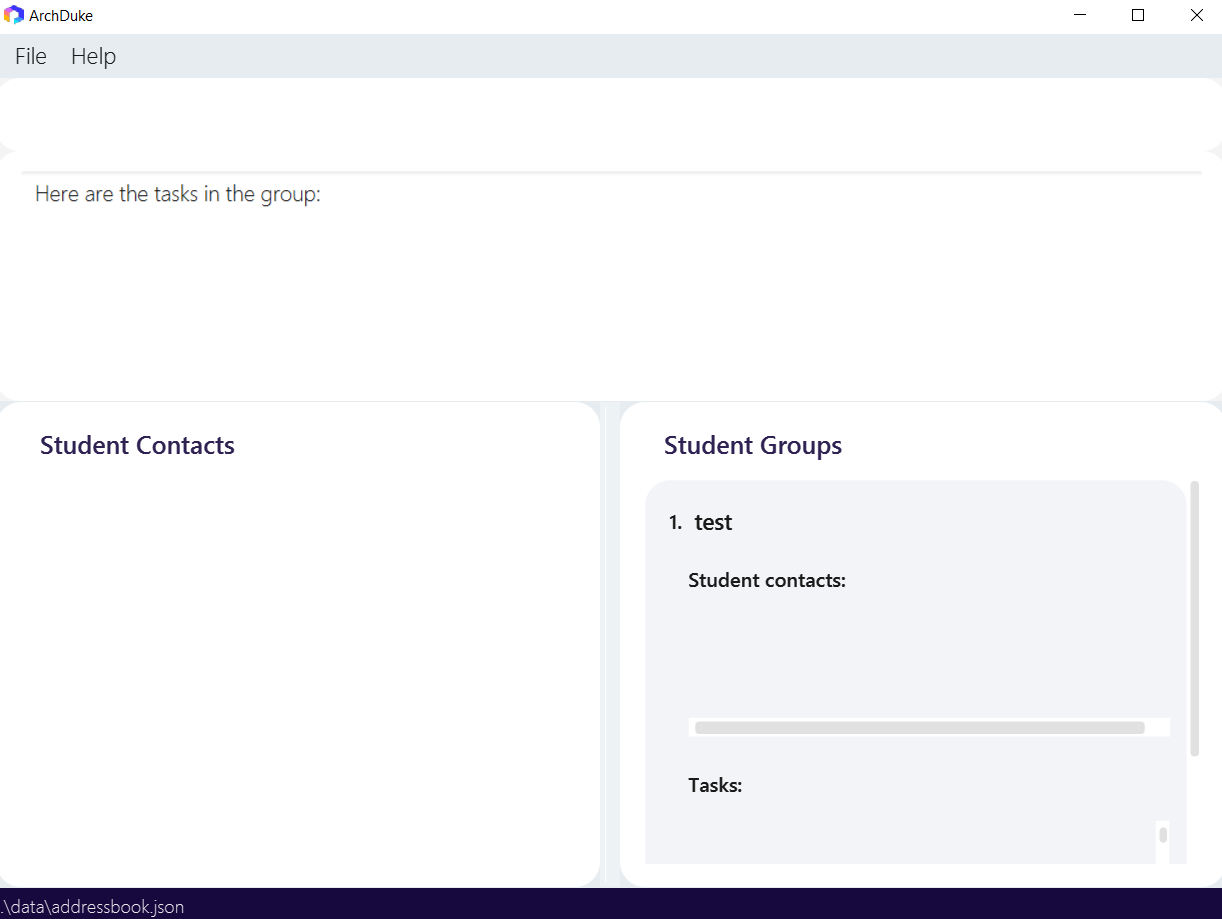 ArchDuke
File Help
Here are the tasks in the group:
Student Contacts
Student Groups
1. test
Student contacts:
Tasks:
.\data\addressbook.json